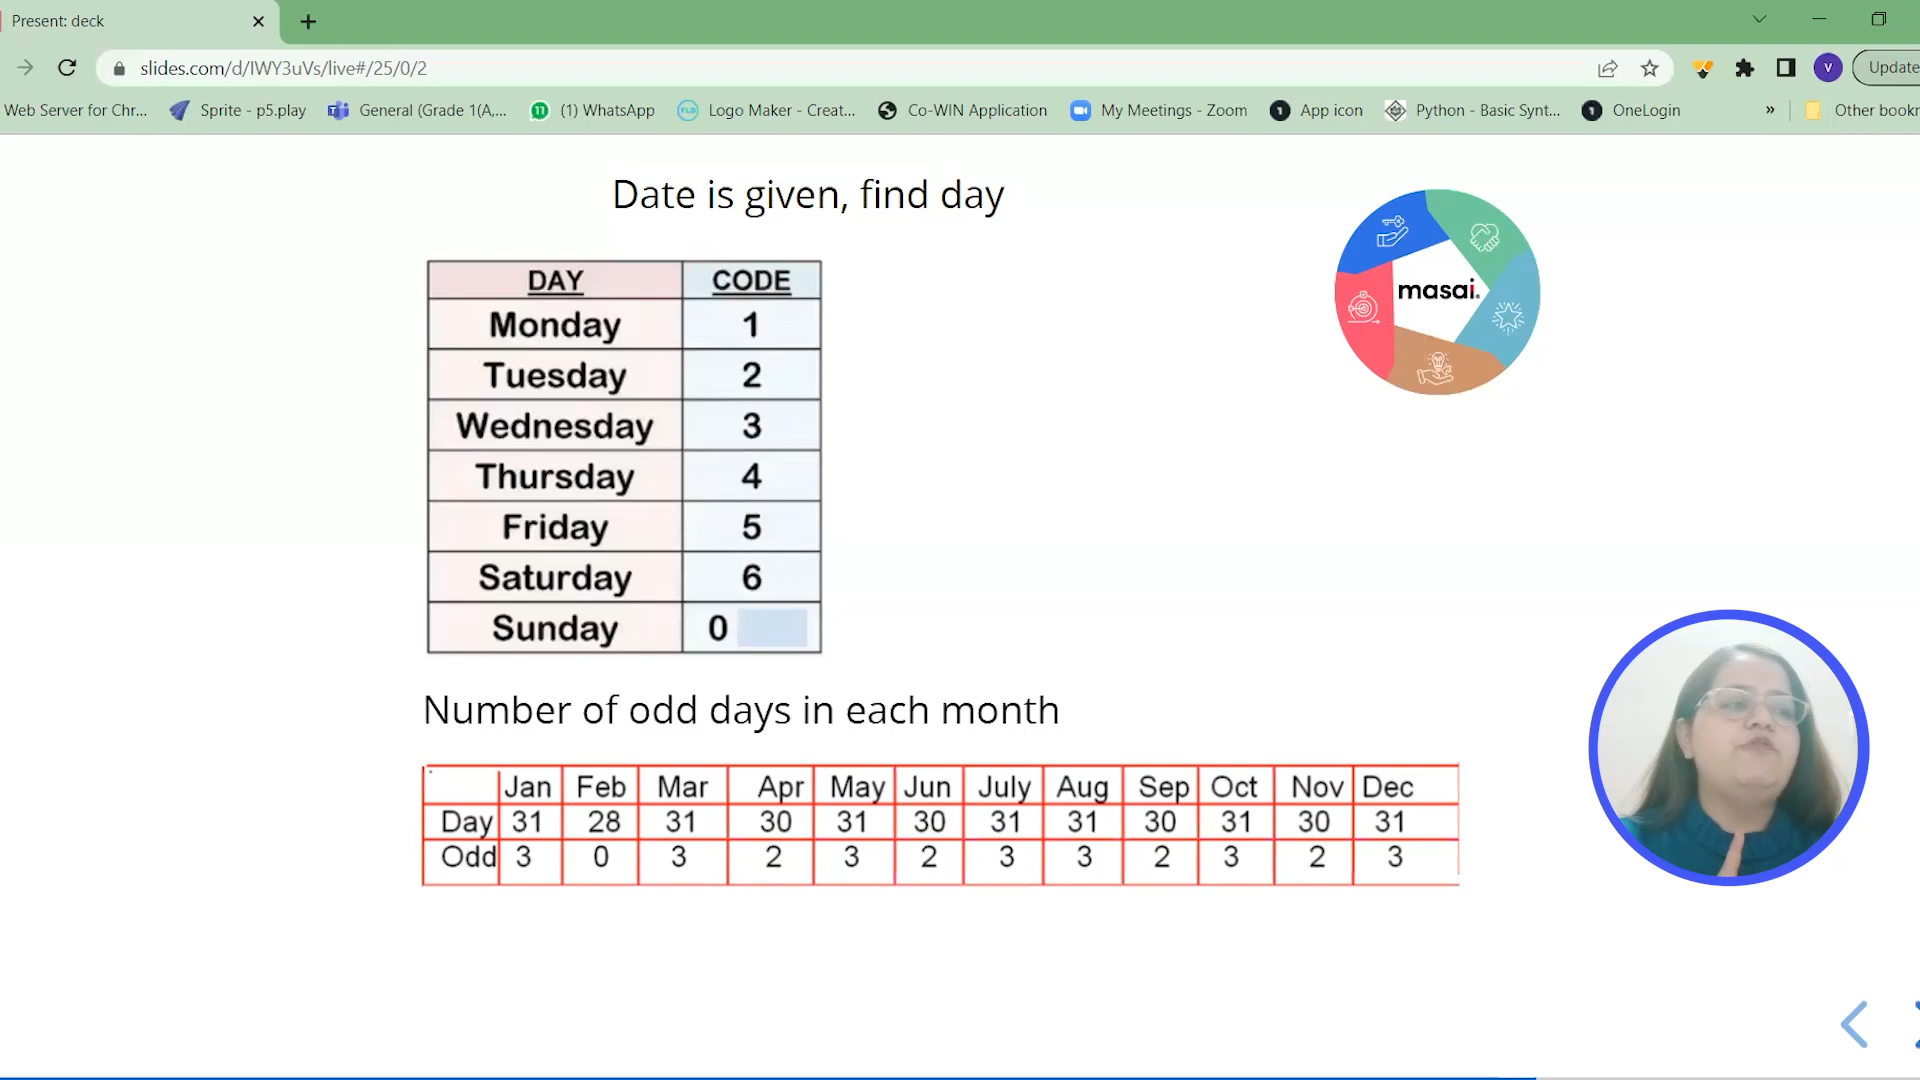 Present: deck
slides.com/d/IWY3uVs/live#/25/0/2
V
Update
Web Server for Chr...
Sprite - p5.play
General (Grade 1(A,...
11
(1) WhatsApp
FLO
Logo Maker - Creat...
Co-WIN Application
My Meetings - Zoom
1
App icon
Python - Basic Synt...
1
OneLogin
»
Other bookr
Date is given, find day
masai.
DAY CODE
Monday 1
Tuesday 2
Wednesday 3
Thursday 4
Friday 5
Saturday 6
Sunday 0
Number of odd days in each month
Jan Feb Mar Apr May Jun July Aug Sep Oct Nov Dec
Day 31 28 31 30 31 30 31 31 30 31 30 31
Odd 3 0 3 2 3 2 3 3 2 3 2 3